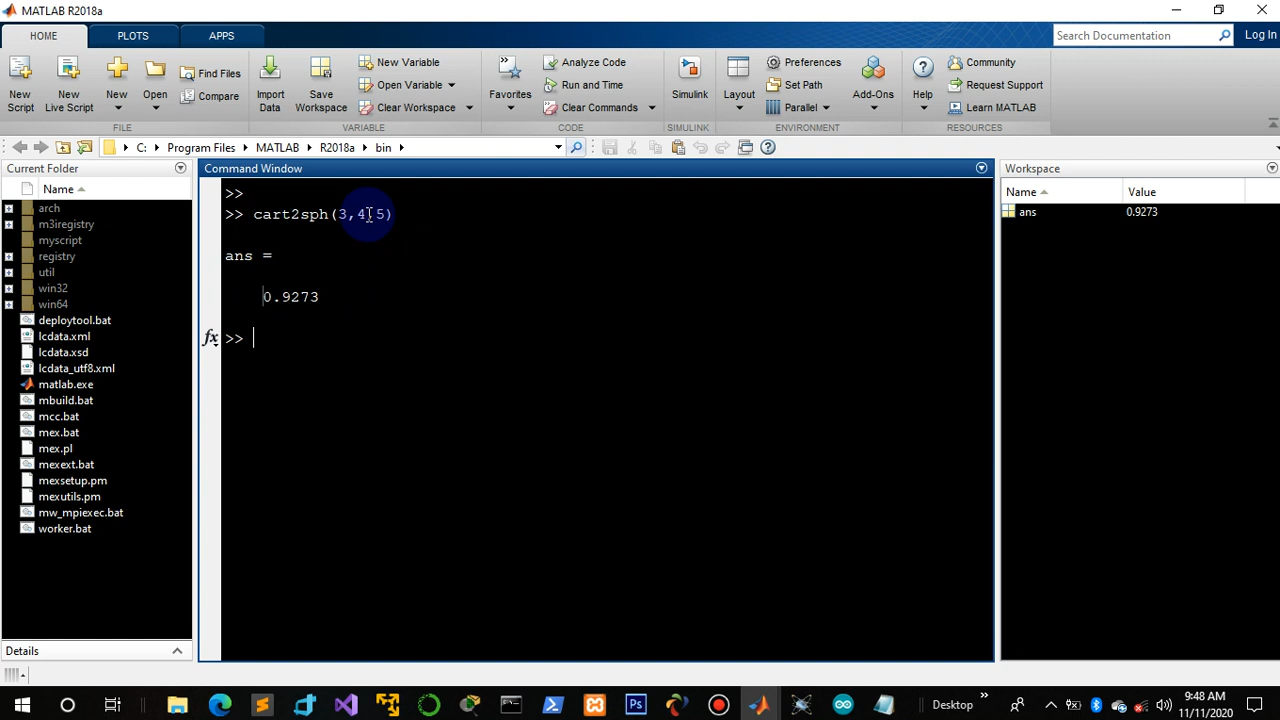 MATLAB R2018a
HOME PLOTS APPS
Search Documentation Log In
New Script
New Live Script
New
Open
Find Files
Compare
FILE
Import Data
Save Workspace
New Variable
Open Variable
Clear Workspace
VARIABLE
Favorites
Analyze Code
Run and Time
Clear Commands
CODE
Simulink
SIMULINK
Layout
Preferences
Set Path
Parallel
Add-Ons
ENVIRONMENT
Help
Community
Request Support
Learn MATLAB
RESOURCES
C: Program Files MATLAB R2018a bin
Current Folder
Name
arch
m3iregistry
myscript
registry
util
win32
win64
deploytool.bat
lcdata.xml
lcdata.xsd
lcdata_utf8.xml
matlab.exe
mbuild.bat
mcc.bat
mex.bat
mex.pl
mexext.bat
mexsetup.pm
mexutils.pm
mw_mpiexec.bat
worker.bat
Details
Command Window
>>
>> cart2sph(3,4,5)
ans =
0.9273
fx >>
Workspace
Name Value
ans 0.9273
Desktop
9:48 AM
11/11/2020